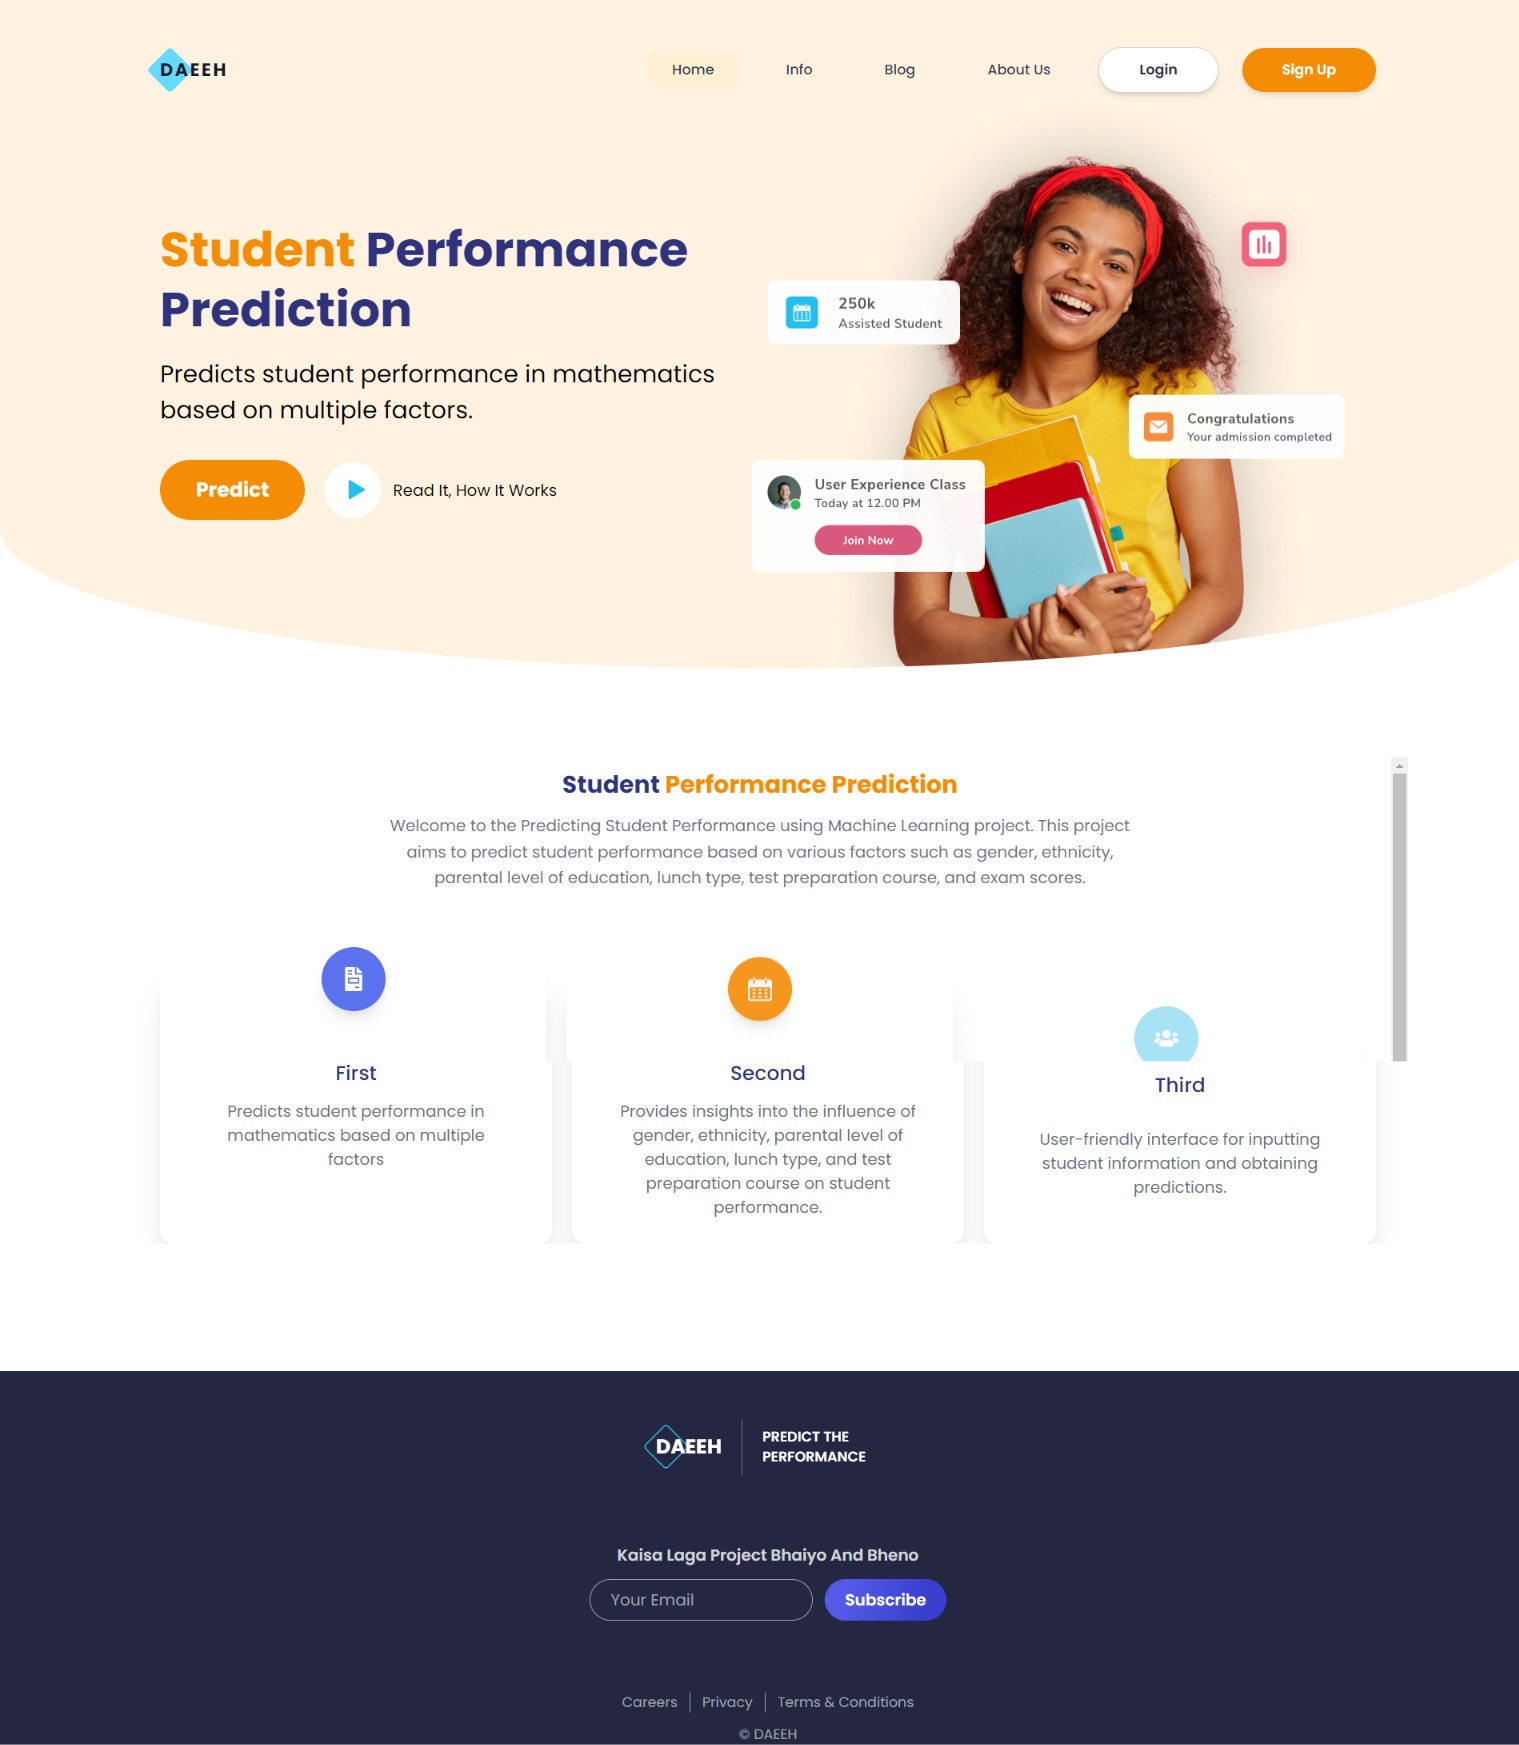 DAEEH
Home
Info
Blog
About Us
Login
Sign Up
Student Performance
Prediction
Predicts student performance in mathematics
based on multiple factors.
Predict
Read It, How It Works
250k
Assisted Student
Congratulations
Your admission completed
User Experience Class
Today at 12.00 PM
Join Now
Student Performance Prediction
Welcome to the Predicting Student Performance using Machine Learning project. This project
aims to predict student performance based on various factors such as gender, ethnicity,
parental level of education, lunch type, test preparation course, and exam scores.
First
Predicts student performance in
mathematics based on multiple
factors
Second
Provides insights into the influence of
gender, ethnicity, parental level of
education, lunch type, and test
preparation course on student
performance.
Third
User-friendly interface for inputting
student information and obtaining
predictions.
DAEEH
PREDICT THE
PERFORMANCE
Kaisa Laga Project Bhaiyo And Bheno
Your Email
Subscribe
Careers
Privacy
Terms & Conditions
© DAEEH